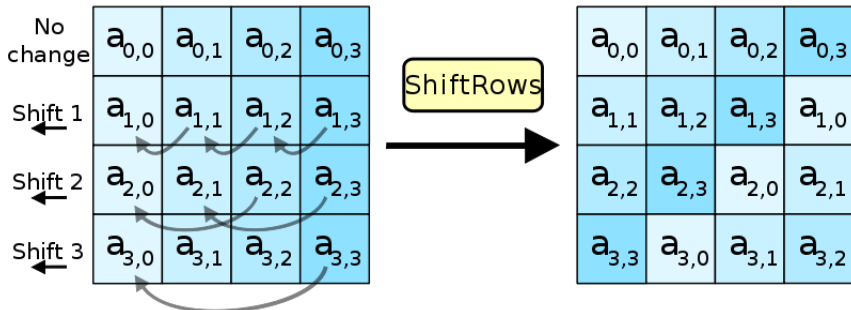 No
change
a0,0 a0,1 a0,2 a0,3
Shift 1
a1,0 a1,1 a1,2 a1,3
Shift 2
a2,0 a2,1 a2,2 a2,3
Shift 3
a3,0 a3,1 a3,2 a3,3
ShiftRows
a0,0 a0,1 a0,2 a0,3
a1,1 a1,2 a1,3 a1,0
a2,2 a2,3 a2,0 a2,1
a3,3 a3,0 a3,1 a3,2